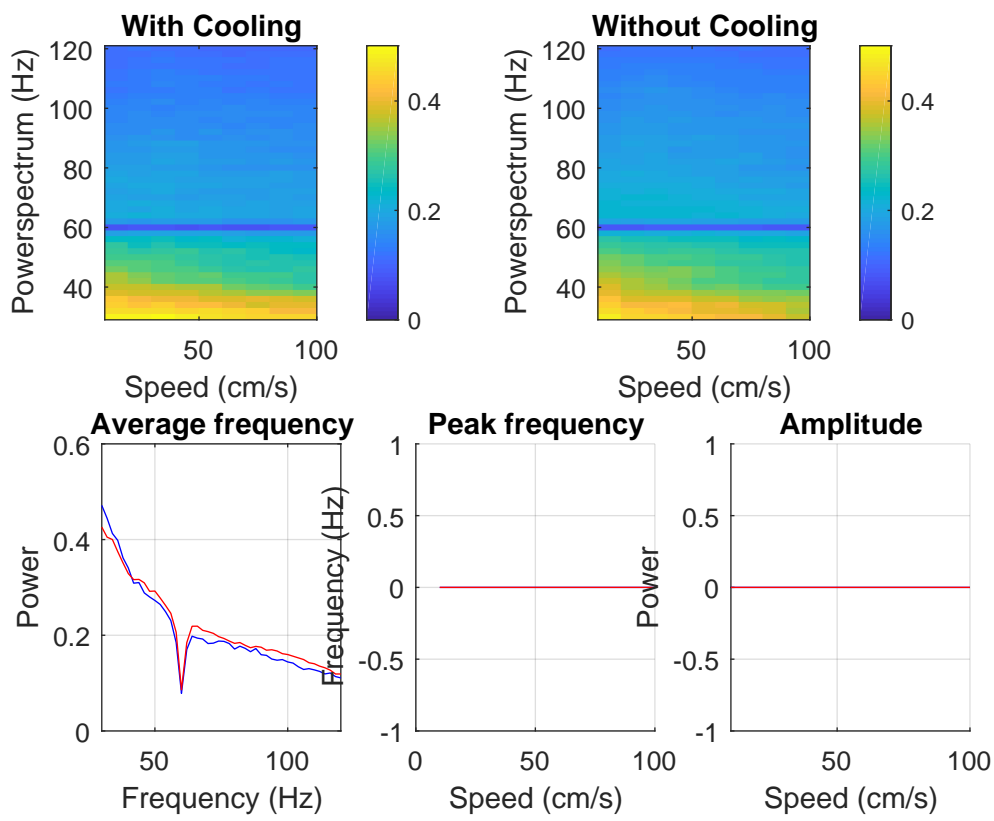 With Cooling
Powerspectrum (Hz)
120
100
80
60
40
50
100
Speed (cm/s)
0.4
0.2
0
Without Cooling
Powerspectrum (Hz)
120
100
80
60
40
50
100
Speed (cm/s)
0.4
0.2
0
Average frequency
Power
0.6
0.4
0.2
0
50
100
Frequency (Hz)
Peak frequency
Frequency (Hz)
1
0.5
0
-0.5
-1
0
50
100
Speed (cm/s)
Amplitude
Power
1
0.5
0
-0.5
-1
50
100
Speed (cm/s)